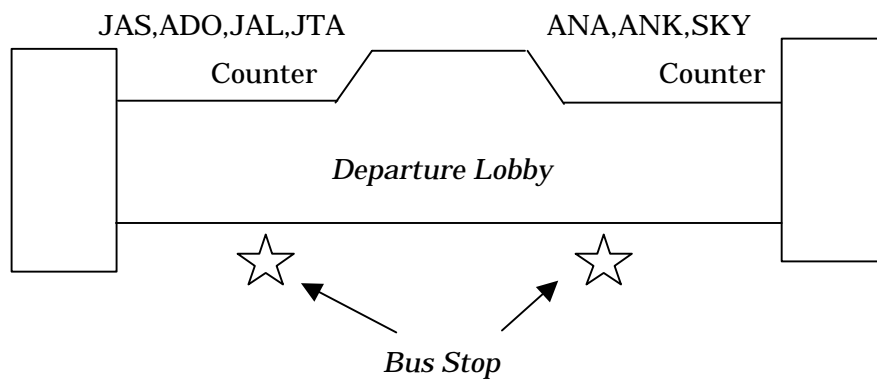 JAS,ADO,JAL,JTA
ANA,ANK,SKY
Counter
Counter
Departure Lobby
Bus Stop